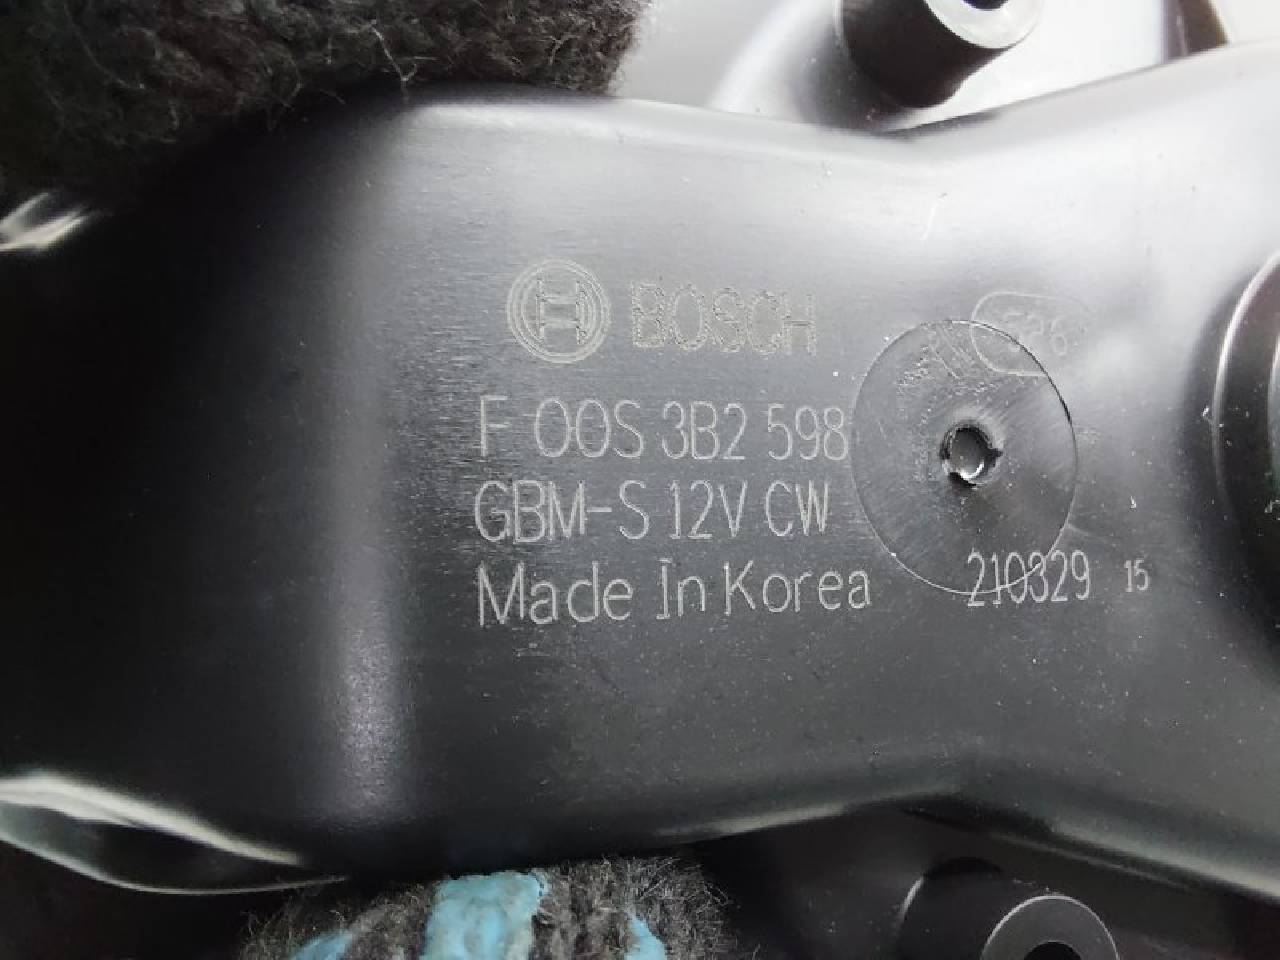 BOSCH
F 00S 3B2 598
GBM-S 12V CW
Made In Korea
210329 15